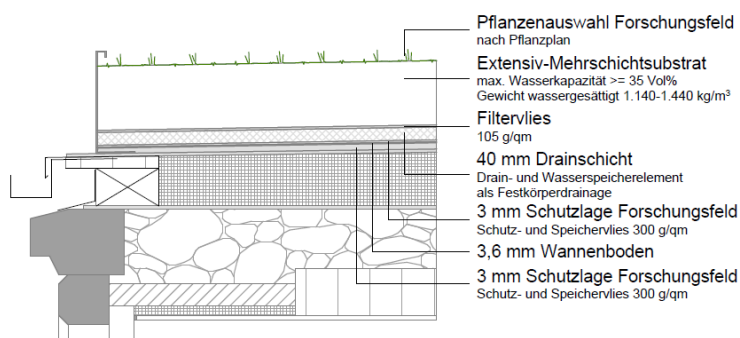 Pflanzenauswahl Forschungsfeld
nach Pflanzplan
Extensiv-Mehrschichtsubstrat
max. Wasserkapazität >= 35 Vol%
Gewicht wassergesättigt 1.140-1.440 kg/m³
Filtervlies
105 g/qm
40 mm Drainschicht
Drain- und Wasserspeicherelement
als Festkörperdrainage
3 mm Schutzlage Forschungsfeld
Schutz- und Speichervlies 300 g/qm
3,6 mm Wannenboden
3 mm Schutzlage Forschungsfeld
Schutz- und Speichervlies 300 g/qm